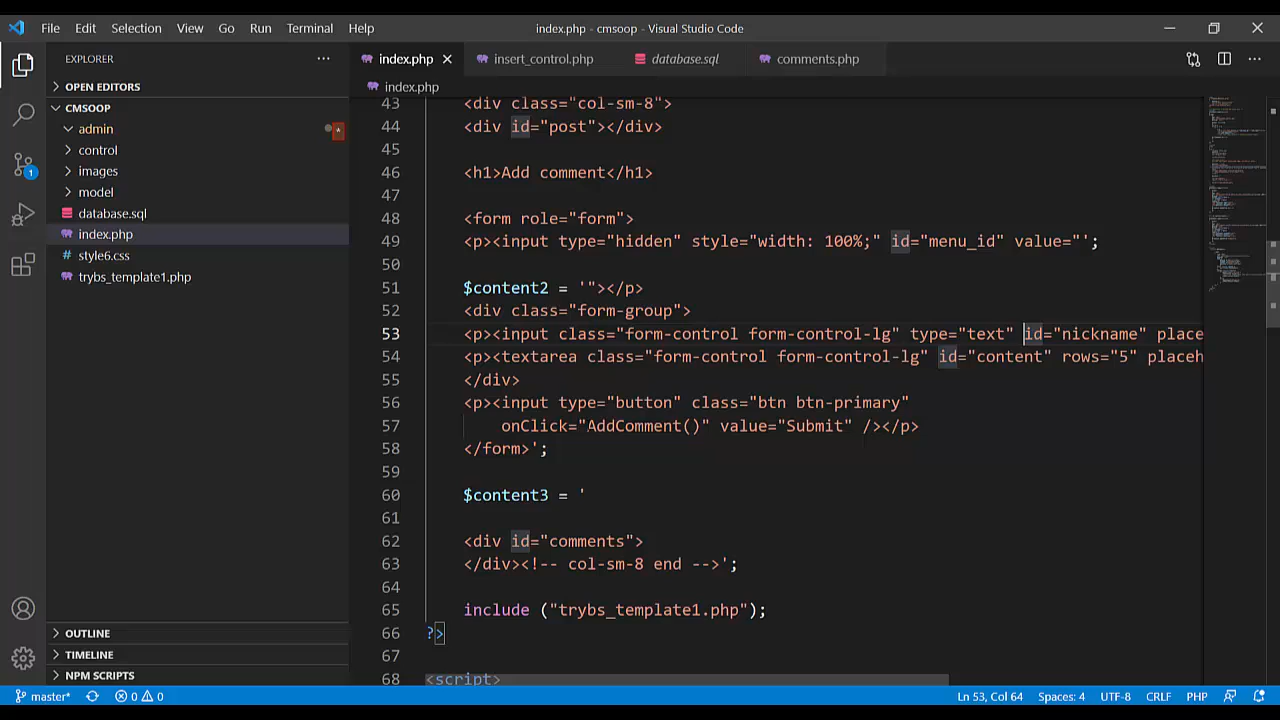 File Edit Selection View Go Run Terminal Help index.php - cmsoop - Visual Studio Code
EXPLORER
index.php insert_control.php database.sql comments.php
OPEN EDITORS
index.php
CMSOOP
admin
control
images
model
database.sql
index.php
style6.css
trybs_template1.php
43 <div class="col-sm-8">
44 <div id="post"></div>
45
46 <h1>Add comment</h1>
47
48 <form role="form">
49 <p><input type="hidden" style="width: 100%;" id="menu_id" value="';
50
51 $content2 = '"></p>
52 <div class="form-group">
53 <p><input class="form-control form-control-lg" type="text" id="nickname" place
54 <p><textarea class="form-control form-control-lg" id="content" rows="5" placeh
55 </div>
56 <p><input type="button" class="btn btn-primary"
57 onClick="AddComment()" value="Submit" /></p>
58 </form>';
59
60 $content3 = '
61
62 <div id="comments">
63 </div><!-- col-sm-8 end -->';
64
65 include ("trybs_template1.php");
66 ?>
67
68 <script>
OUTLINE
TIMELINE
NPM SCRIPTS
1
master* 0 0 Ln 53, Col 64 Spaces: 4 UTF-8 CRLF PHP